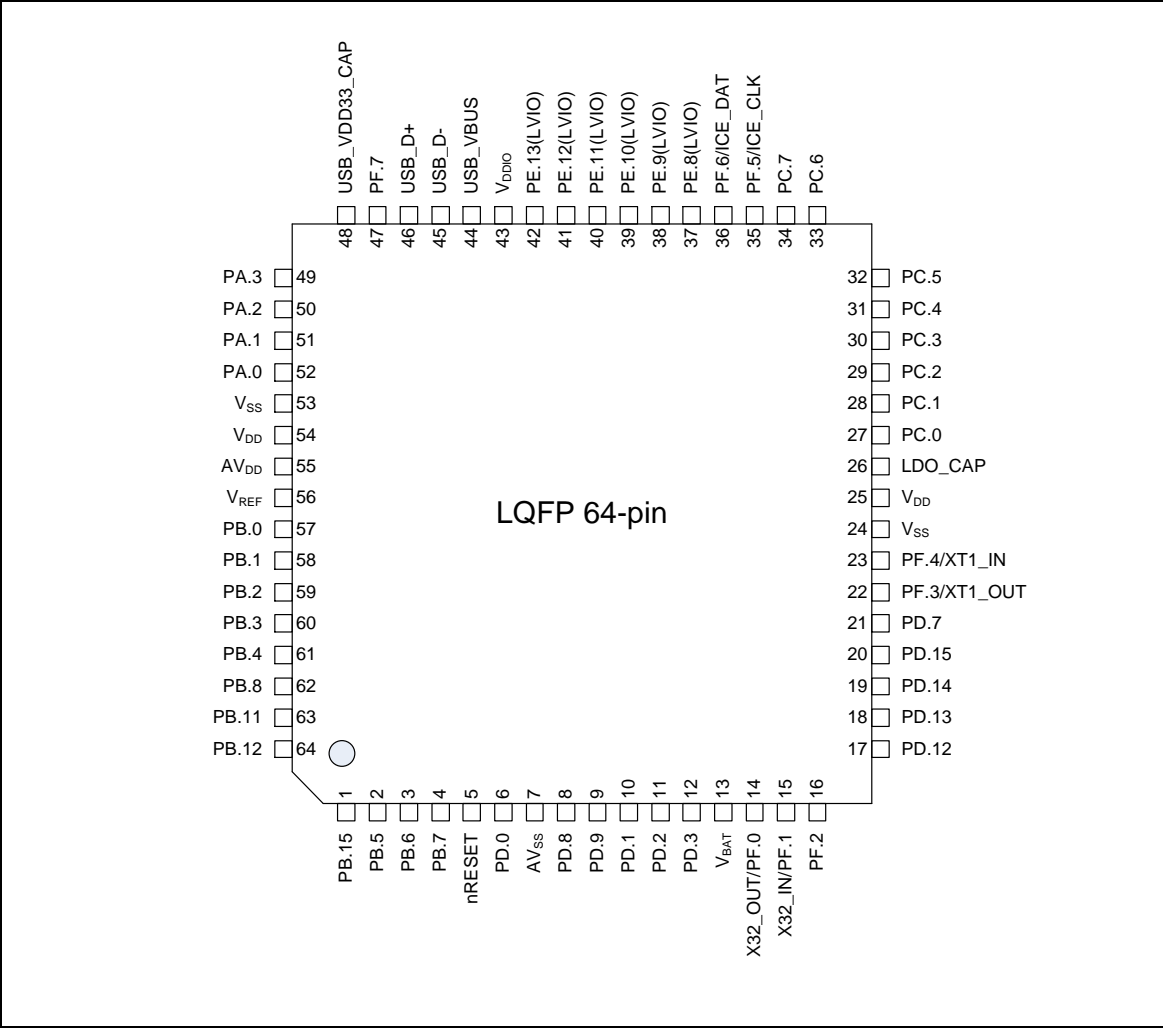 USB_VDD33_CAP
PF.7
USB_D+
USB_D-
USB_VBUS
VDDIO
PE.13(LVIO)
PE.12(LVIO)
PE.11(LVIO)
PE.10(LVIO)
PE.9(LVIO)
PE.8(LVIO)
PF.6/ICE_DAT
PF.5/ICE_CLK
PC.7
PC.6
48
47
46
45
44
43
42
41
40
39
38
37
36
35
34
33
PA.3 49
PA.2 50
PA.1 51
PA.0 52
VSS 53
VDD 54
AVDD 55
VREF 56
PB.0 57
PB.1 58
PB.2 59
PB.3 60
PB.4 61
PB.8 62
PB.11 63
PB.12 64
LQFP 64-pin
32 PC.5
31 PC.4
30 PC.3
29 PC.2
28 PC.1
27 PC.0
26 LDO_CAP
25 VDD
24 VSS
23 PF.4/XT1_IN
22 PF.3/XT1_OUT
21 PD.7
20 PD.15
19 PD.14
18 PD.13
17 PD.12
1
2
3
4
5
6
7
8
9
10
11
12
13
14
15
16
PB.15
PB.5
PB.6
PB.7
nRESET
PD.0
AVSS
PD.8
PD.9
PD.1
PD.2
PD.3
VBAT
X32_OUT/PF.0
X32_IN/PF.1
PF.2